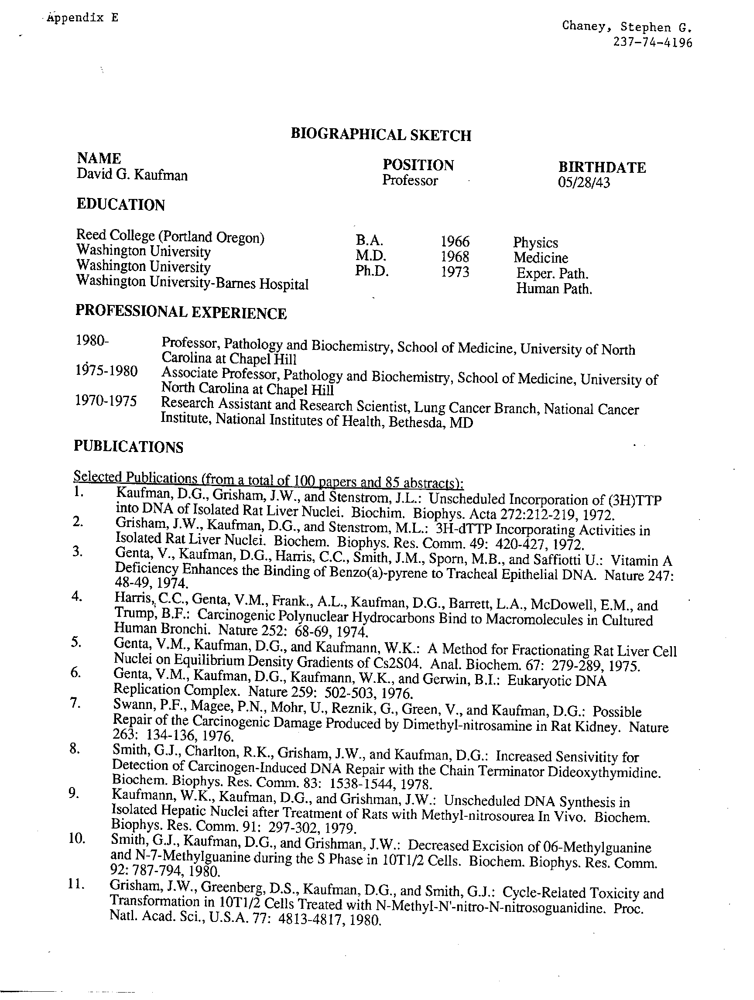 Appendix E
Chaney, Stephen G.
237-74-4196
BIOGRAPHICAL SKETCH
NAME POSITION BIRTHDATE
David G. Kaufman Professor 05/28/43
EDUCATION
Reed College (Portland Oregon) B.A. 1966 Physics
Washington University M.D. 1968 Medicine
Washington University Ph.D. 1973 Exper. Path.
Washington University-Barnes Hospital Human Path.
PROFESSIONAL EXPERIENCE
1980- Professor, Pathology and Biochemistry, School of Medicine, University of North
Carolina at Chapel Hill
1975-1980 Associate Professor, Pathology and Biochemistry, School of Medicine, University of
North Carolina at Chapel Hill
1970-1975 Research Assistant and Research Scientist, Lung Cancer Branch, National Cancer
Institute, National Institutes of Health, Bethesda, MD
PUBLICATIONS
Selected Publications (from a total of 100 papers and 85 abstracts):
1. Kaufman, D.G., Grisham, J.W., and Stenstrom, J.L.: Unscheduled Incorporation of (3H)TTP
into DNA of Isolated Rat Liver Nuclei. Biochim. Biophys. Acta 272:212-219, 1972.
2. Grisham, J.W., Kaufman, D.G., and Stenstrom, M.L.: 3H-dTTP Incorporating Activities in
Isolated Rat Liver Nuclei. Biochem. Biophys. Res. Comm. 49: 420-427, 1972.
3. Genta, V., Kaufman, D.G., Harris, C.C., Smith, J.M., Sporn, M.B., and Saffiotti U.: Vitamin A
Deficiency Enhances the Binding of Benzo(a)-pyrene to Tracheal Epithelial DNA. Nature 247:
48-49, 1974.
4. Harris, C.C., Genta, V.M., Frank., A.L., Kaufman, D.G., Barrett, L.A., McDowell, E.M., and
Trump, B.F.: Carcinogenic Polynuclear Hydrocarbons Bind to Macromolecules in Cultured
Human Bronchi. Nature 252: 68-69, 1974.
5. Genta, V.M., Kaufman, D.G., and Kaufmann, W.K.: A Method for Fractionating Rat Liver Cell
Nuclei on Equilibrium Density Gradients of Cs2S04. Anal. Biochem. 67: 279-289, 1975.
6. Genta, V.M., Kaufman, D.G., Kaufmann, W.K., and Gerwin, B.I.: Eukaryotic DNA
Replication Complex. Nature 259: 502-503, 1976.
7. Swann, P.F., Magee, P.N., Mohr, U., Reznik, G., Green, V., and Kaufman, D.G.: Possible
Repair of the Carcinogenic Damage Produced by Dimethyl-nitrosamine in Rat Kidney. Nature
263: 134-136, 1976.
8. Smith, G.J., Charlton, R.K., Grisham, J.W., and Kaufman, D.G.: Increased Sensivitity for
Detection of Carcinogen-Induced DNA Repair with the Chain Terminator Dideoxythymidine.
Biochem. Biophys. Res. Comm. 83: 1538-1544, 1978.
9. Kaufmann, W.K., Kaufman, D.G., and Grishman, J.W.: Unscheduled DNA Synthesis in
Isolated Hepatic Nuclei after Treatment of Rats with Methyl-nitrosourea In Vivo. Biochem.
Biophys. Res. Comm. 91: 297-302, 1979.
10. Smith, G.J., Kaufman, D.G., and Grishman, J.W.: Decreased Excision of 06-Methylguanine
and N-7-Methylguanine during the S Phase in 10T1/2 Cells. Biochem. Biophys. Res. Comm.
92: 787-794, 1980.
11. Grisham, J.W., Greenberg, D.S., Kaufman, D.G., and Smith, G.J.: Cycle-Related Toxicity and
Transformation in 10T1/2 Cells Treated with N-Methyl-N'-nitro-N-nitrosoguanidine. Proc.
Natl. Acad. Sci., U.S.A. 77: 4813-4817, 1980.